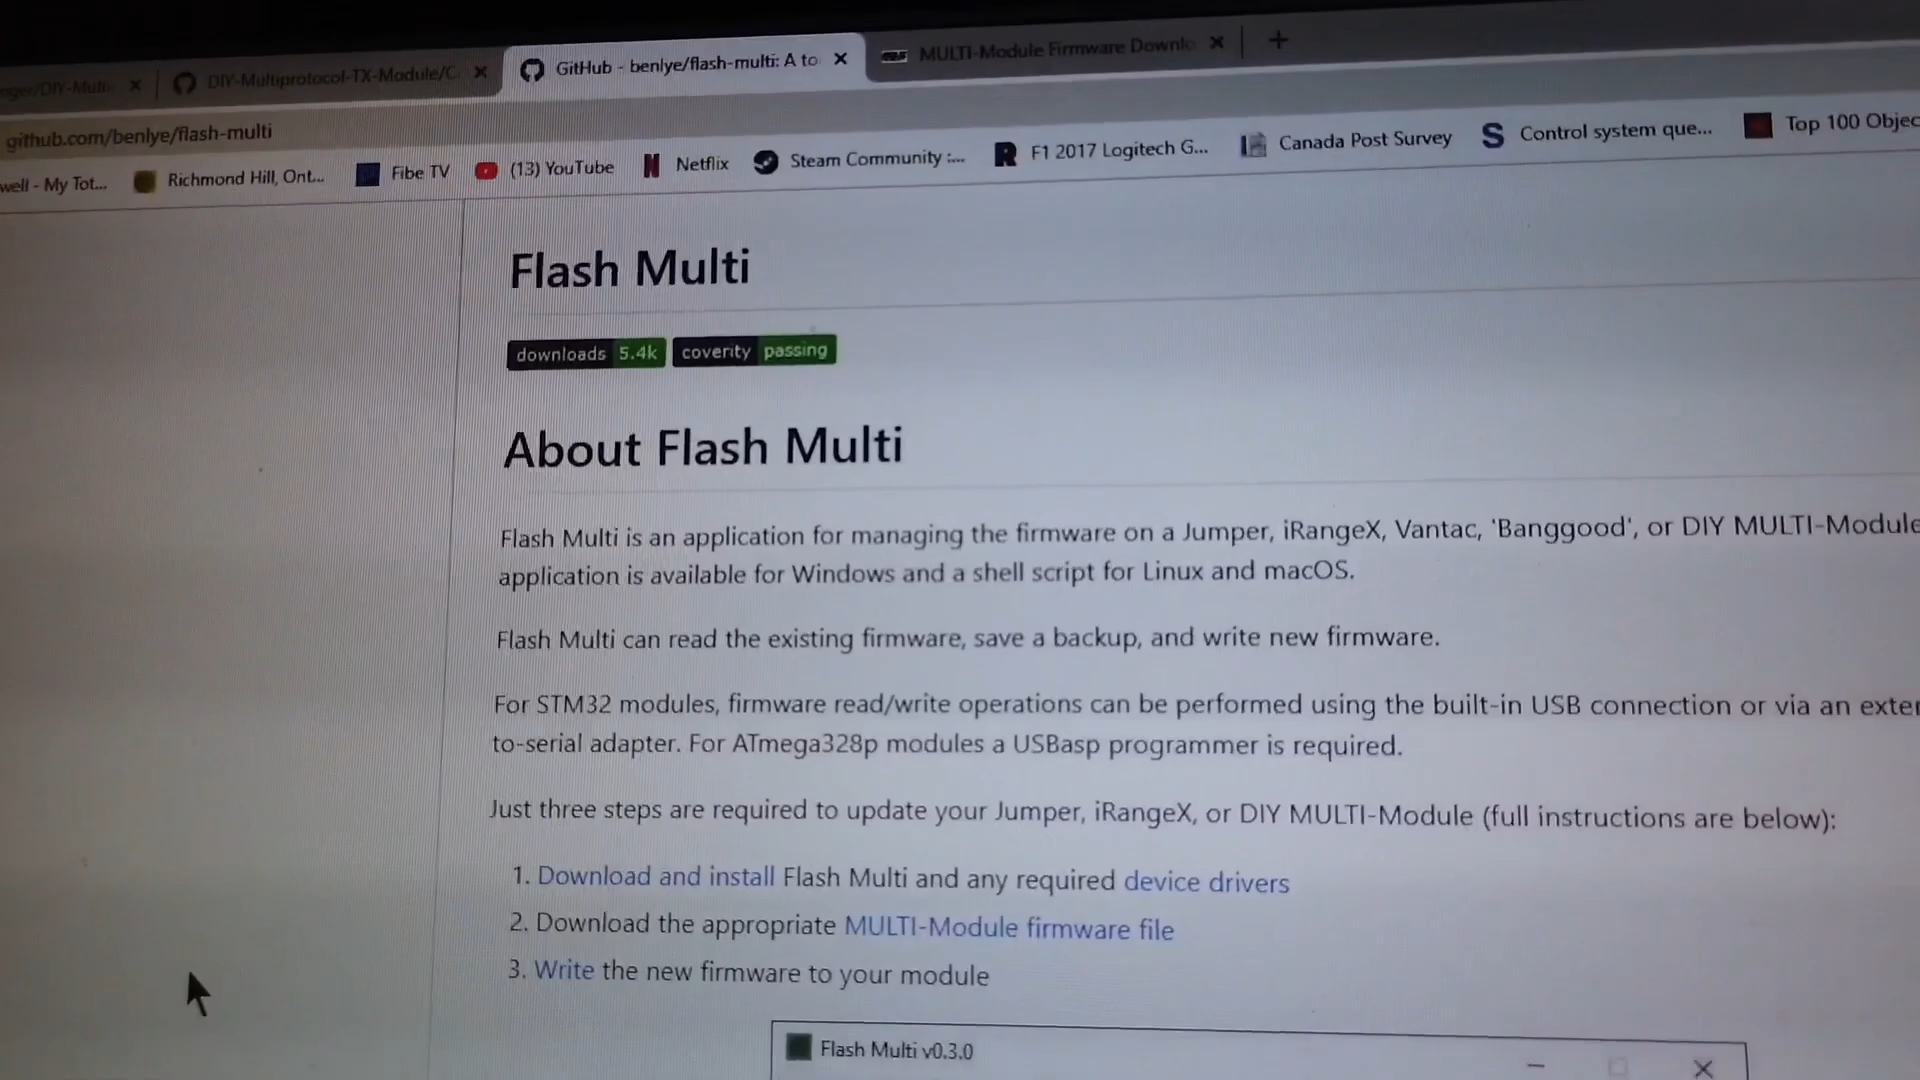 nger/DIY-Multi
DIY-Multiprotocol-TX-Module/C
GitHub - benlye/flash-multi: A to
MULTI-Module Firmware Downlo
github.com/benlye/flash-multi
well - My Tot...
Richmond Hill, Ont...
Fibe TV
(13) YouTube
Netflix
Steam Community :...
F1 2017 Logitech G...
Canada Post Survey
Control system que...
Top 100 Objec
Flash Multi
downloads 5.4k coverity passing
About Flash Multi
Flash Multi is an application for managing the firmware on a Jumper, iRangeX, Vantac, 'Banggood', or DIY MULTI-Module
application is available for Windows and a shell script for Linux and macOS.
Flash Multi can read the existing firmware, save a backup, and write new firmware.
For STM32 modules, firmware read/write operations can be performed using the built-in USB connection or via an exter
to-serial adapter. For ATmega328p modules a USBasp programmer is required.
Just three steps are required to update your Jumper, iRangeX, or DIY MULTI-Module (full instructions are below):
1. Download and install Flash Multi and any required device drivers
2. Download the appropriate MULTI-Module firmware file
3. Write the new firmware to your module
Flash Multi v0.3.0